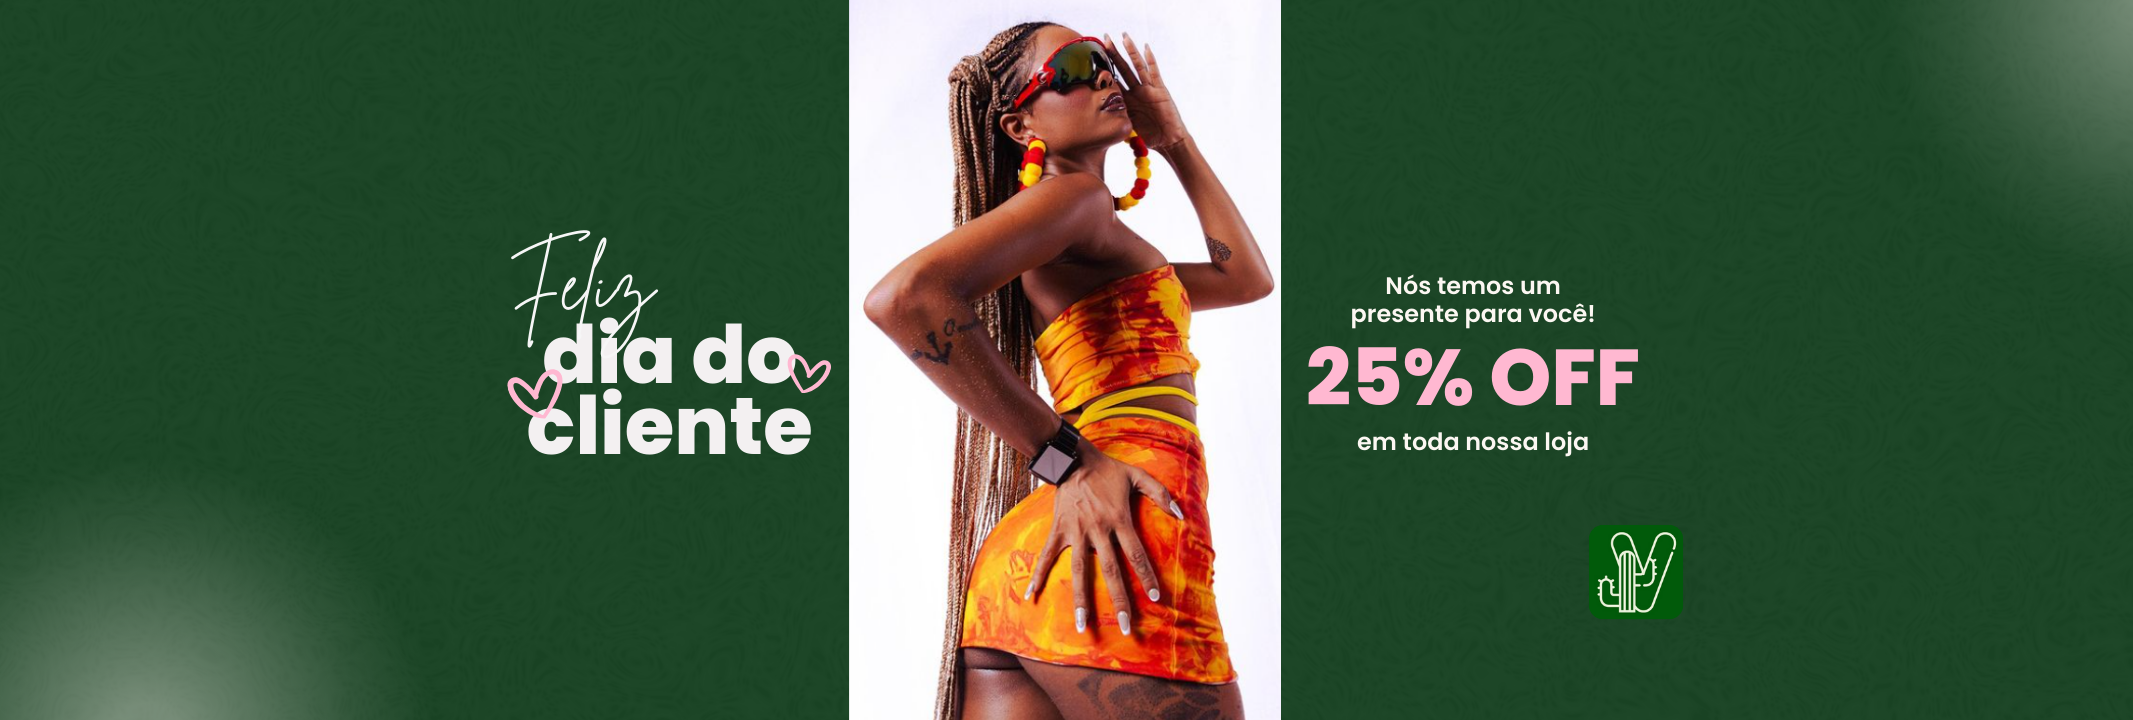 Feliz
dia do
cliente
Nós temos um
presente para você!
25% OFF
em toda nossa loja